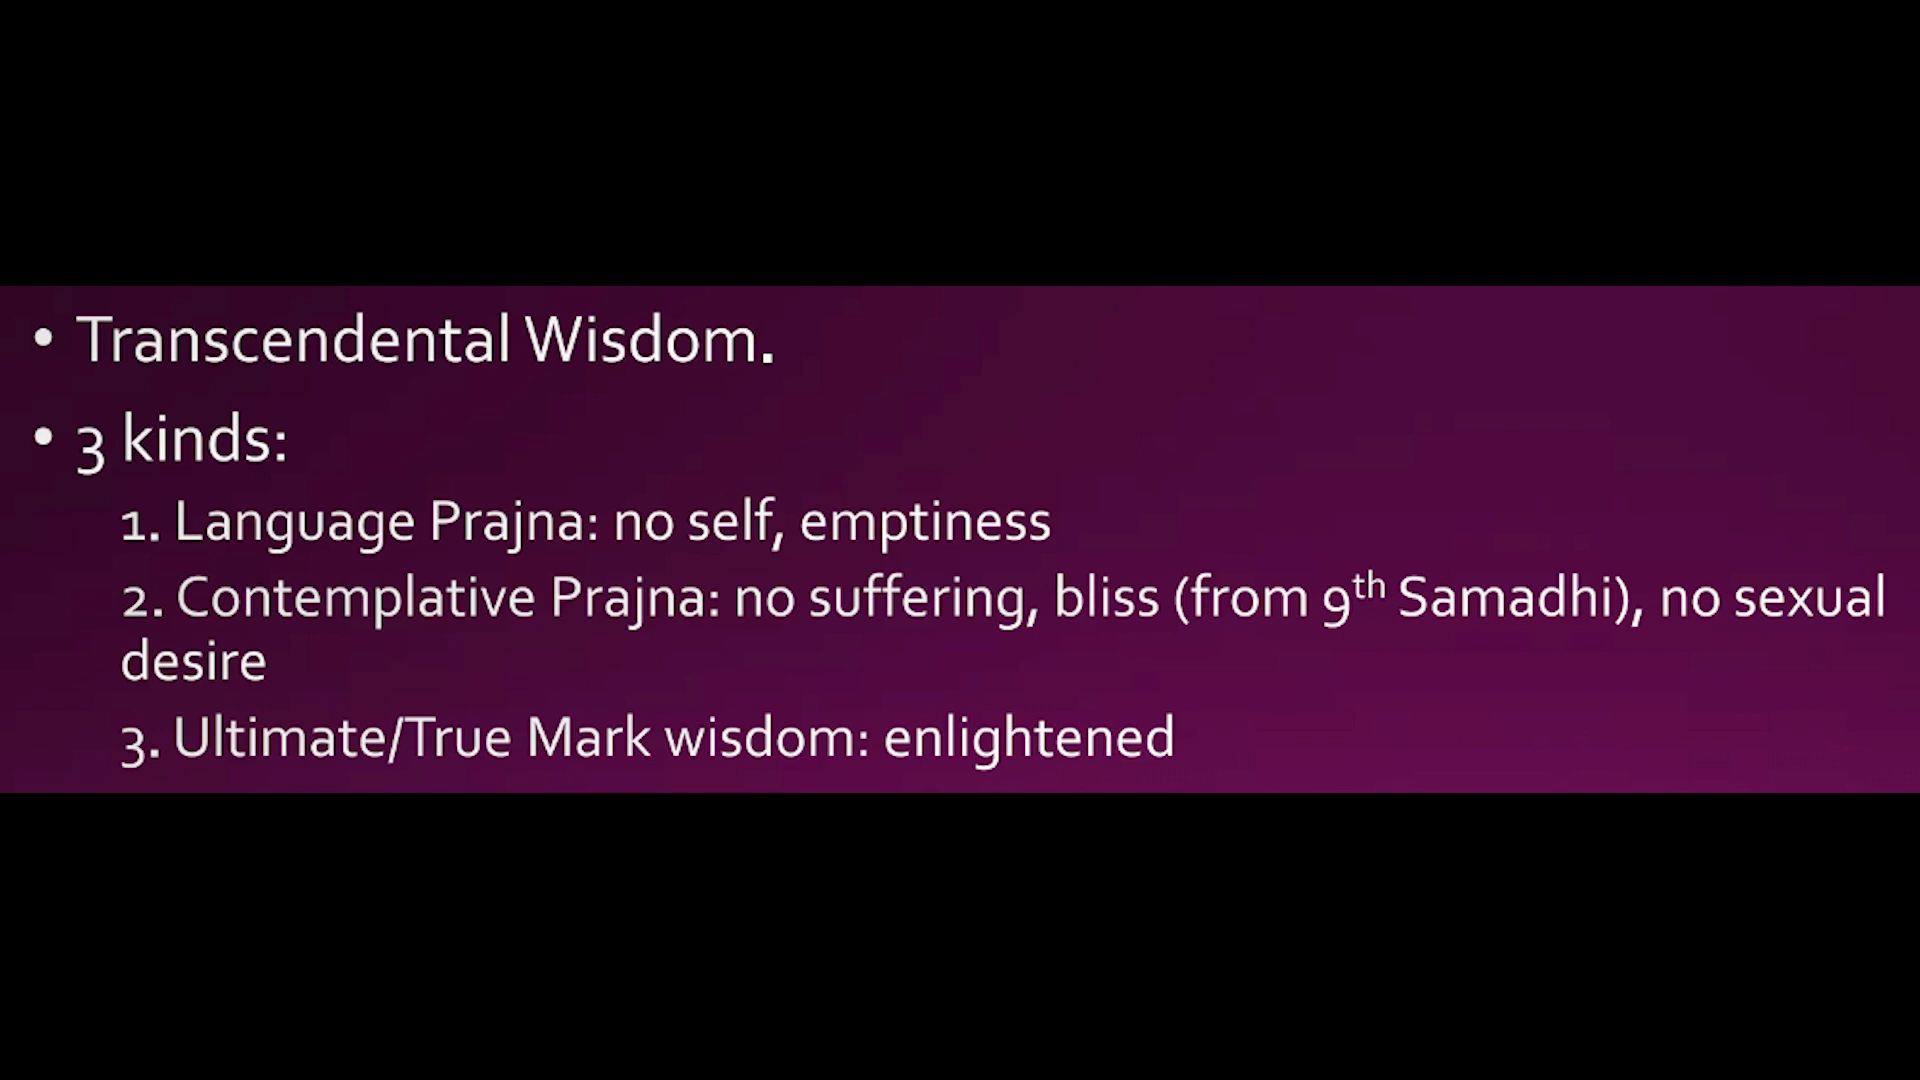 • Transcendental Wisdom.
• 3 kinds:
1. Language Prajna: no self, emptiness
2. Contemplative Prajna: no suffering, bliss (from 9th Samadhi), no sexual
desire
3. Ultimate/True Mark wisdom: enlightened